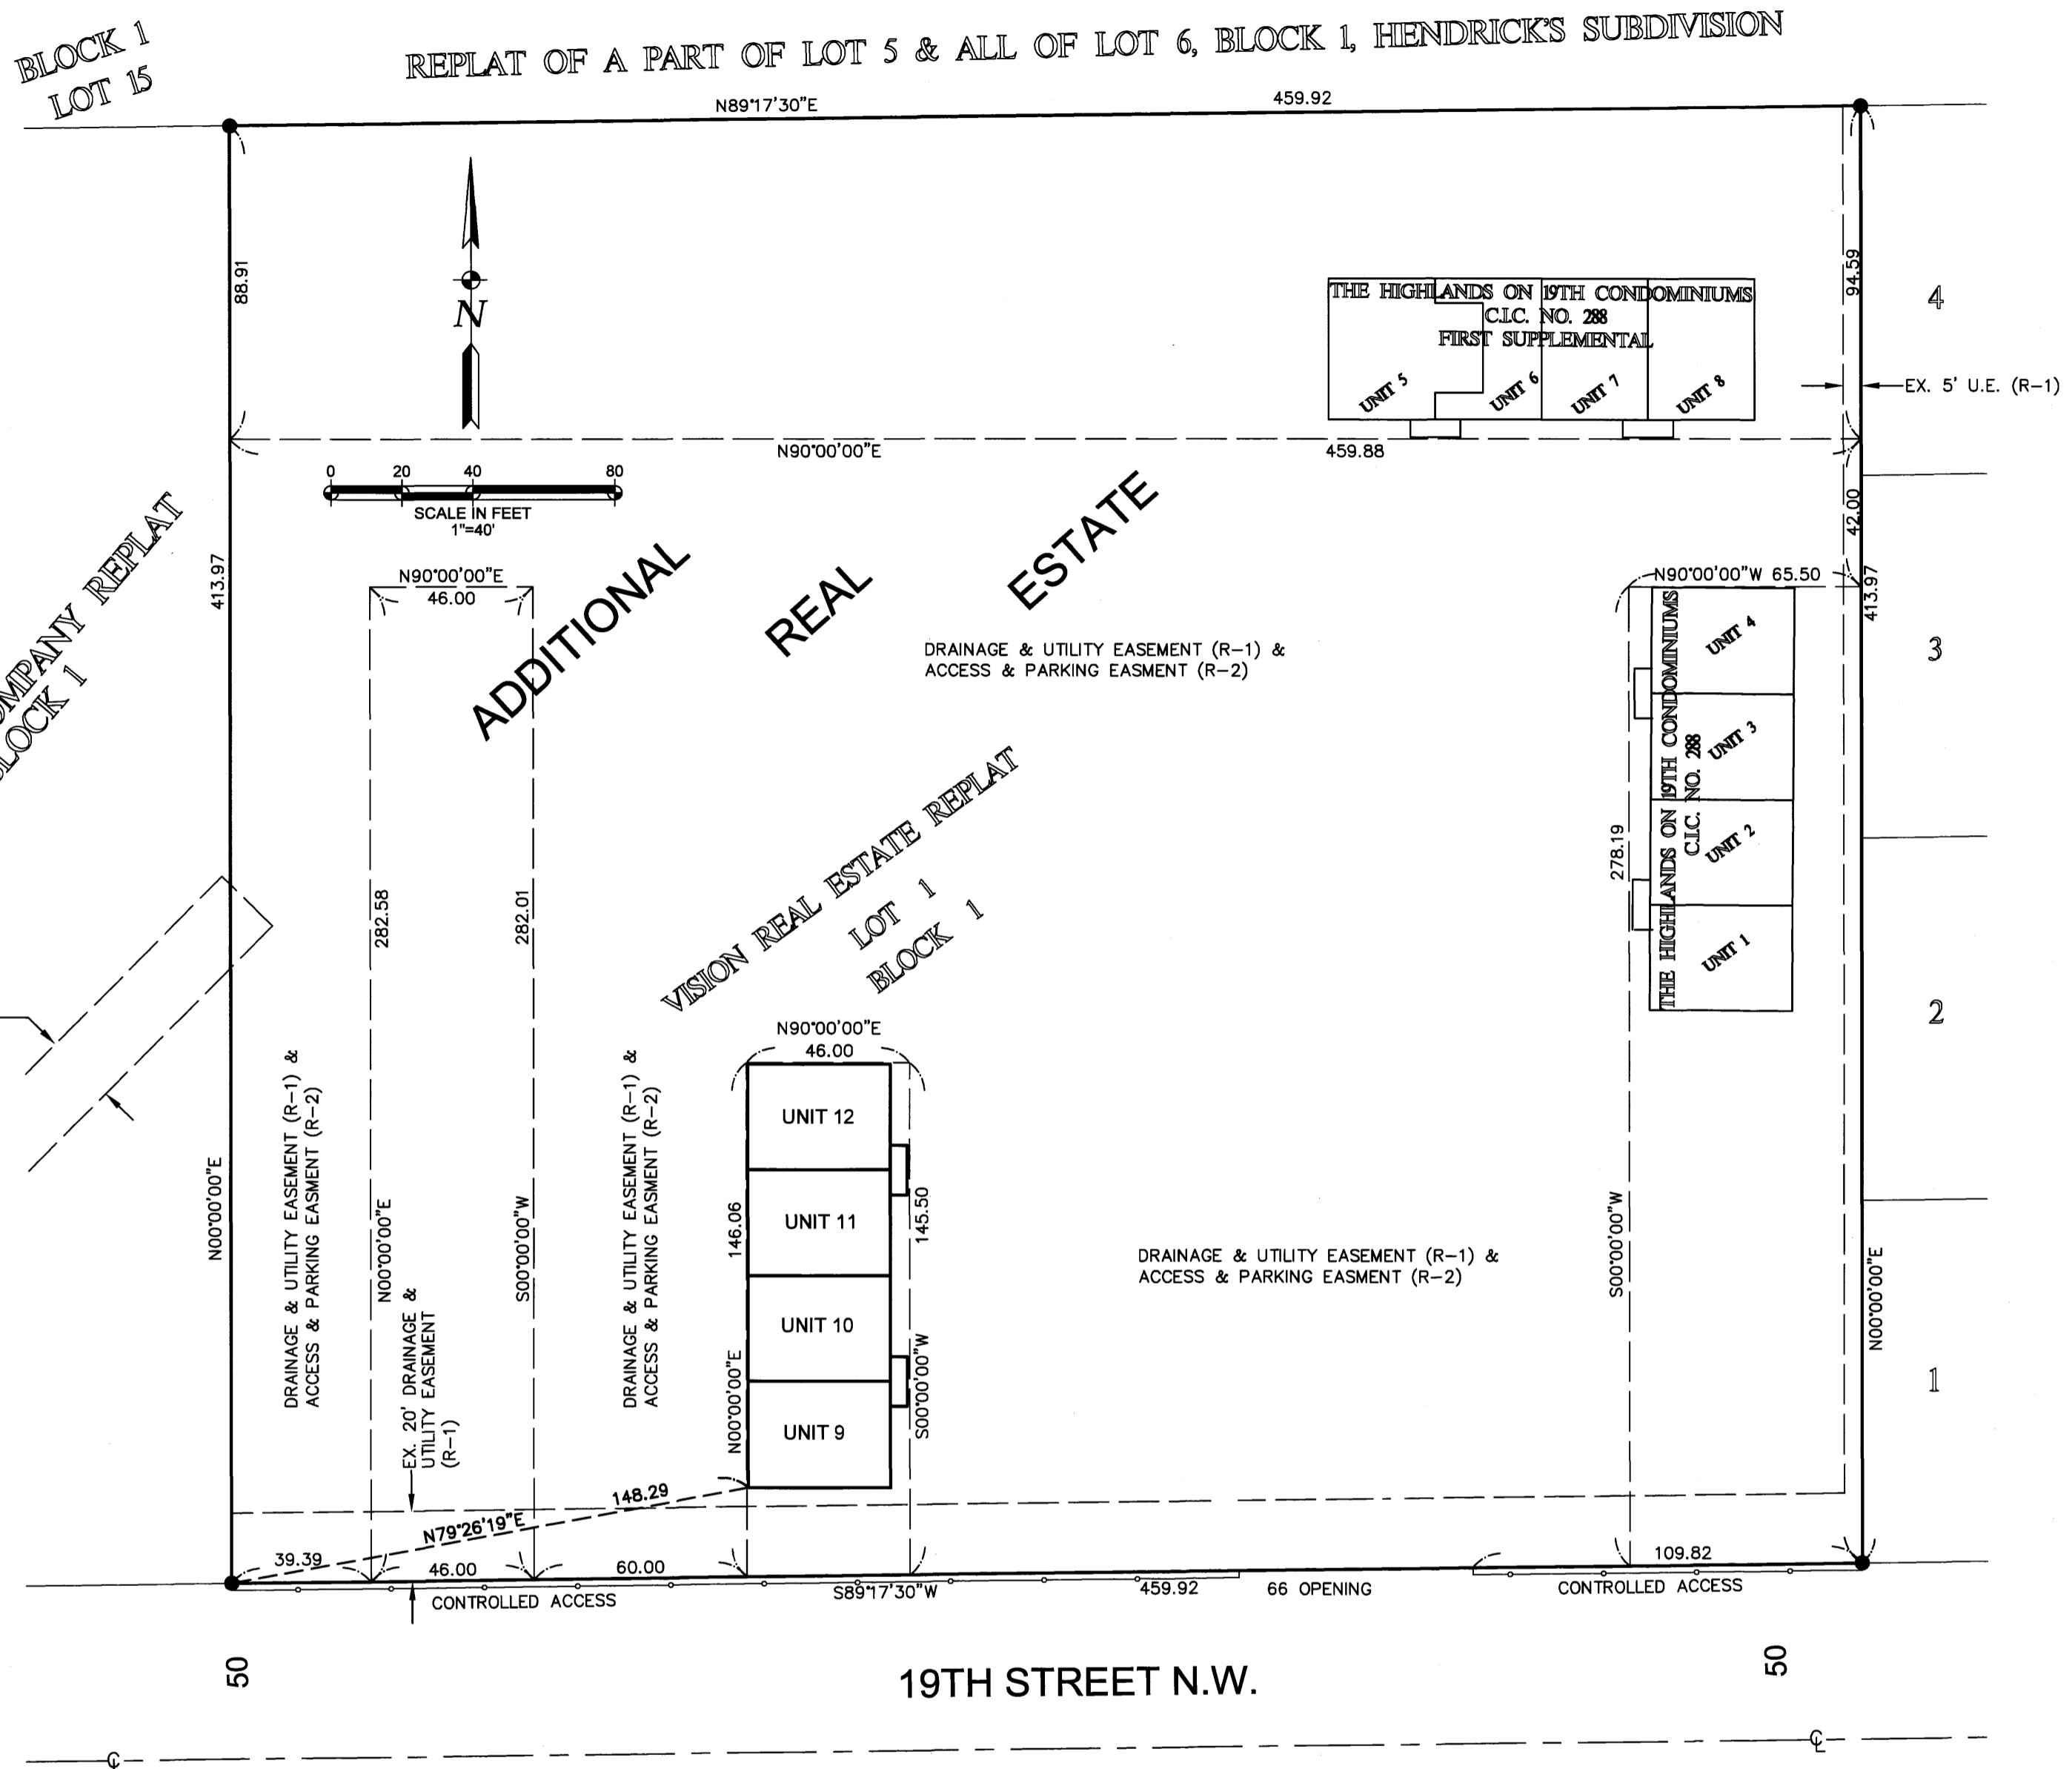 BLOCK 1
LOT 15
REPLAT OF A PART OF LOT 5 & ALL OF LOT 6, BLOCK 1, HENDRICK'S SUBDIVISION
N89°17'30"E
459.92
88.91
N
94.59
4
THE HIGHLANDS ON 19TH CONDOMINIUMS
C.I.C. NO. 288
FIRST SUPPLEMENTAL
UNIT 5
UNIT 6
UNIT 7
UNIT 8
EX. 5' U.E. (R-1)
N90°00'00"E
459.88
0 20 40 80
SCALE IN FEET
1"=40'
42.00
413.97
REPLAT
BLOCK 1
N90°00'00"E
46.00
ADDITIONAL REAL ESTATE
N90°00'00"W 65.50
413.97
DRAINAGE & UTILITY EASEMENT (R-1) &
ACCESS & PARKING EASMENT (R-2)
THE HIGHLANDS ON 19TH CONDOMINIUMS
C.I.C. NO. 288
UNIT 4
UNIT 3
UNIT 2
UNIT 1
3
278.19
VISION REAL ESTATE REPLAT
LOT 1
BLOCK 1
282.58
282.01
2
N90°00'00"E
46.00
DRAINAGE & UTILITY EASEMENT (R-1) &
ACCESS & PARKING EASMENT (R-2)
DRAINAGE & UTILITY EASEMENT (R-1) &
ACCESS & PARKING EASMENT (R-2)
UNIT 12
UNIT 11
UNIT 10
UNIT 9
146.06
145.50
N00°00'00"E
N00°00'00"E
S00°00'00"W
N00°00'00"E
S00°00'00"W
DRAINAGE & UTILITY EASEMENT (R-1) &
ACCESS & PARKING EASMENT (R-2)
S00°00'00"W
N00°00'00"E
1
EX. 20' DRAINAGE &
UTILITY EASEMENT
(R-1)
148.29
N79°26'19"E
39.39
46.00
60.00
109.82
S89°17'30"W
459.92
66 OPENING
CONTROLLED ACCESS
CONTROLLED ACCESS
50
19TH STREET N.W.
50